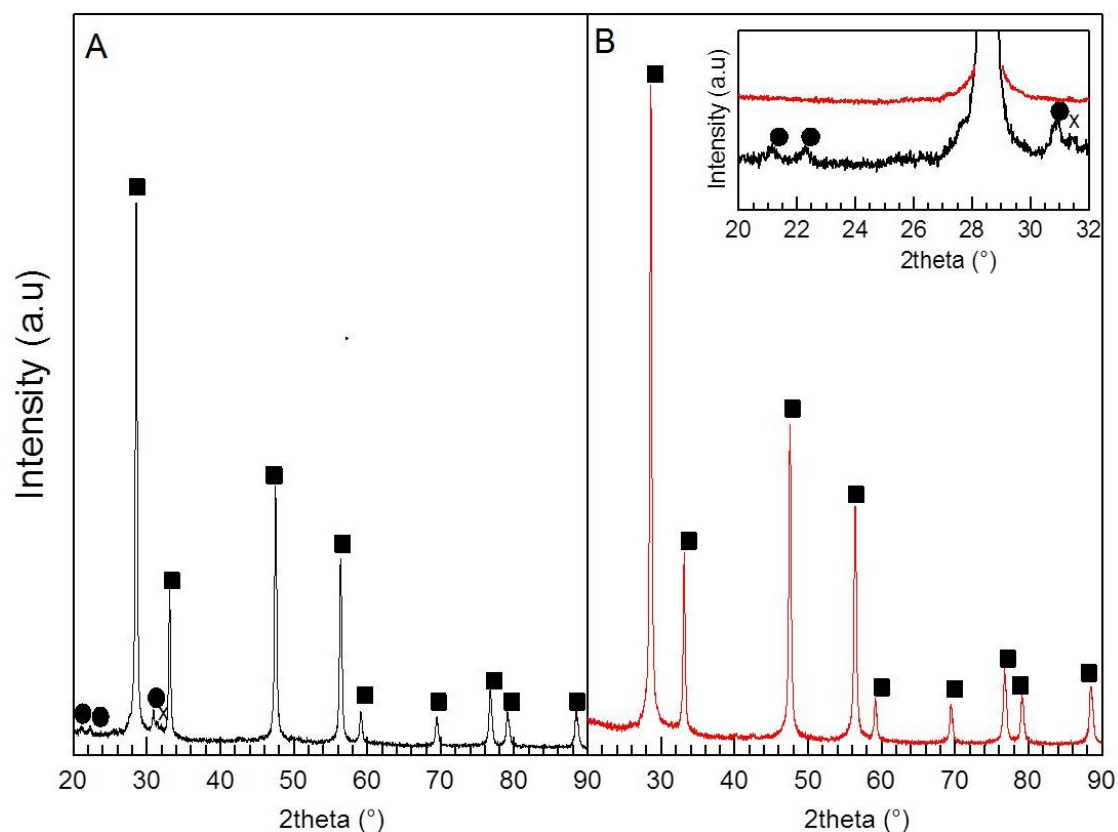 A
B
Intensity (a.u)
Intensity (a.u)
x
20 22 24 26 28 30 32
2theta (°)
x
20 30 40 50 60 70 80 90 30 40 50 60 70 80 90
2theta (°) 2theta (°)